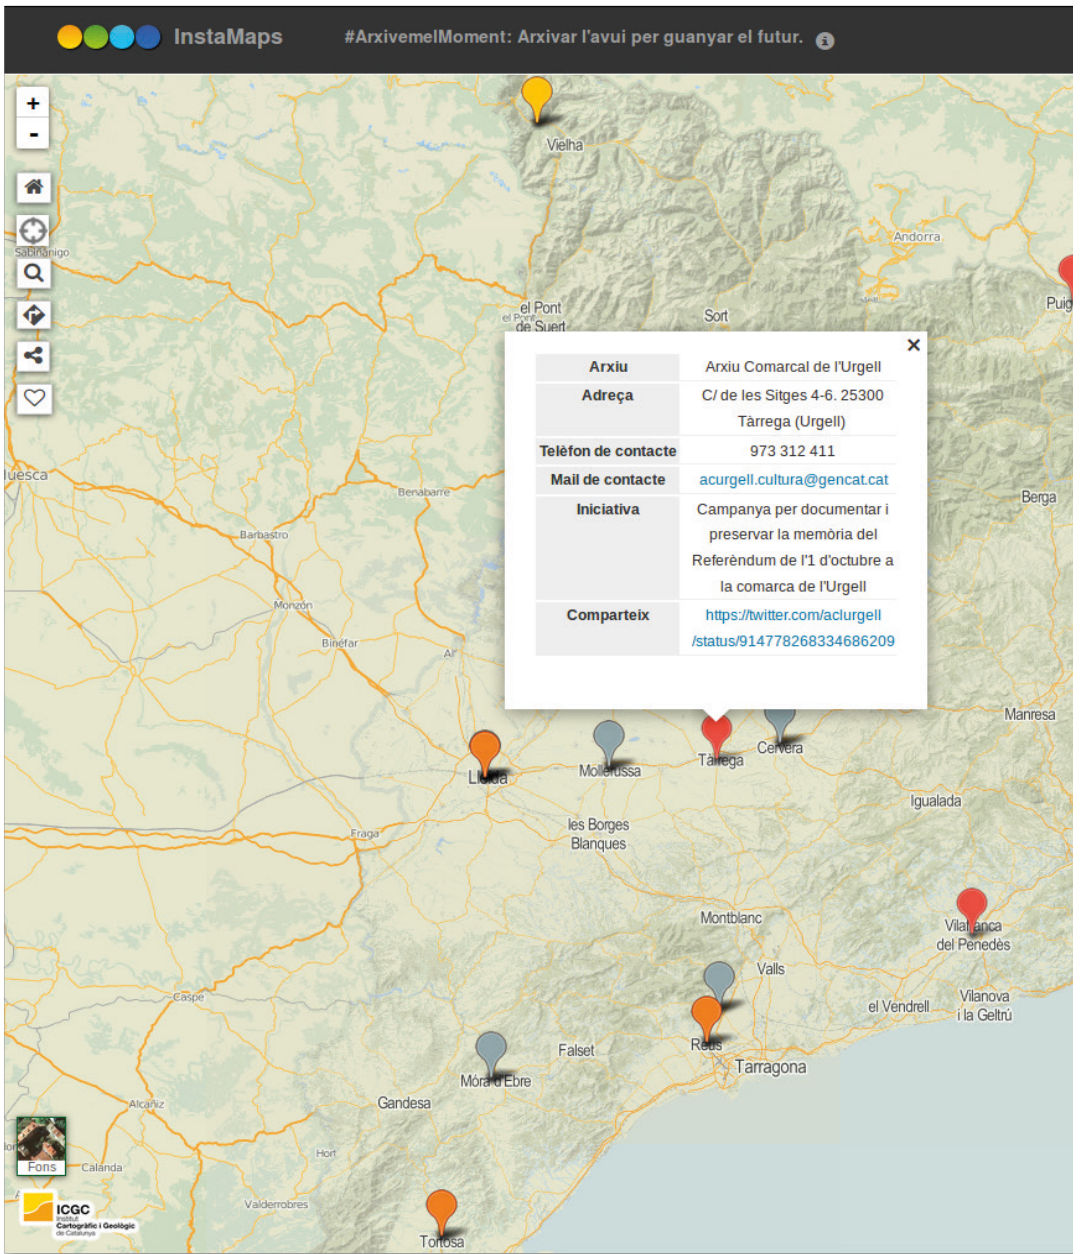 InstaMaps
#ArxivemelMoment: Arxivar l'avui per guanyar el futur.
+
-
Vielha
Andorra
Sabiñánigo
el Pont
de Suert
Sort
Arxiu Arxiu Comarcal de l'Urgell
Adreça C/ de les Sitges 4-6. 25300
Tàrrega (Urgell)
Telèfon de contacte 973 312 411
Mail de contacte acurgell.cultura@gencat.cat
Iniciativa Campanya per documentar i
preservar la memòria del
Referèndum de l'1 d'octubre a
la comarca de l'Urgell
Comparteix https://twitter.com/aclurgell
/status/914778268334686209
Benabarre
Berga
Barbastro
Monzón
Binéfar
Manresa
Cervera
Tàrrega
Mollerussa
Lleida
Igualada
les Borges
Blanques
Fraga
Montblanc
Vilafranca
del Penedès
Valls
Caspe
Vilanova
i la Geltrú
el Vendrell
Reus
Falset
Tarragona
Móra d'Ebre
Gandesa
Alcañiz
Hort
Fons
Calanda
Valderrobres
ICGC
Institut
Cartogràfic i Geològic
de Catalunya
Tortosa